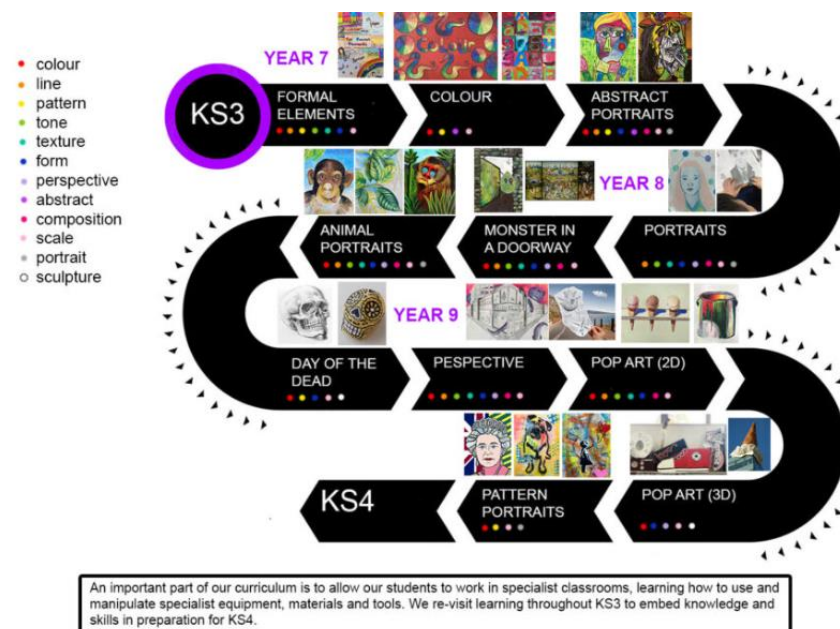 YEAR 7
colour
line
pattern
tone
texture
form
perspective
abstract
composition
scale
portrait
sculpture
KS3
FORMAL
ELEMENTS
COLOUR
ABSTRACT
PORTRAITS
YEAR 8
ANIMAL
PORTRAITS
MONSTER IN
A DOORWAY
PORTRAITS
YEAR 9
DAY OF THE
DEAD
PESPECTIVE
POP ART (2D)
KS4
PATTERN
PORTRAITS
POP ART (3D)
An important part of our curriculum is to allow our students to work in specialist classrooms, learning how to use and
manipulate specialist equipment, materials and tools. We re-visit learning throughout KS3 to embed knowledge and
skills in preparation for KS4.